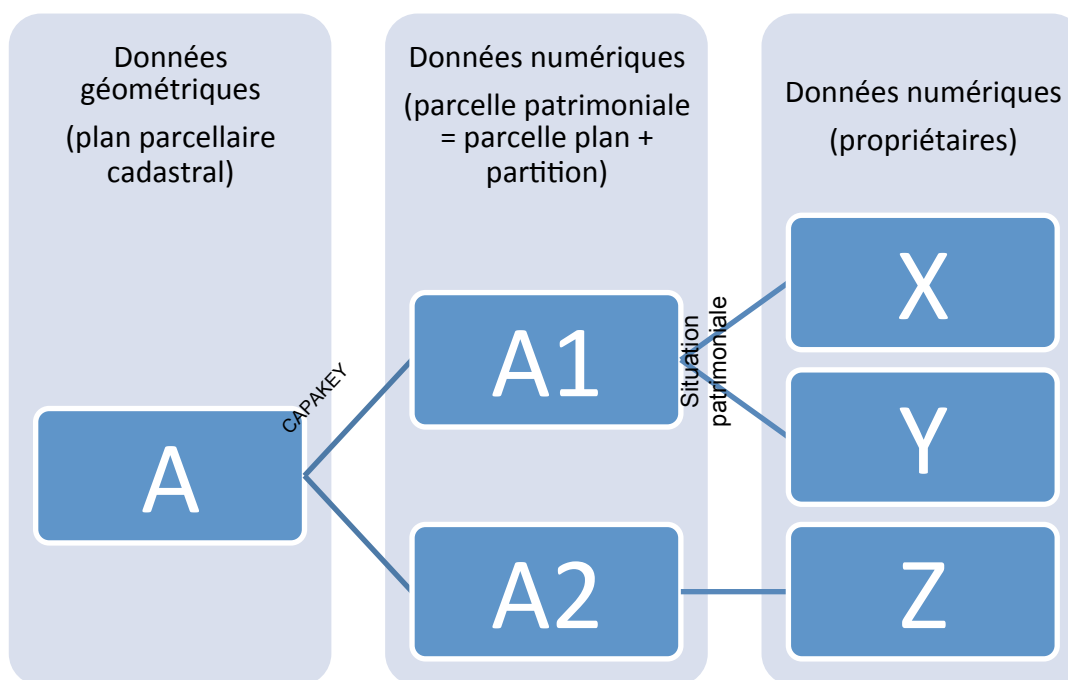 Données
géométriques
(plan parcellaire
cadastral)
A
CAPAKEY
Données numériques
(parcelle patrimoniale
= parcelle plan +
partition)
A1
A2
Situation
patrimoniale
Données numériques
(propriétaires)
X
Y
Z